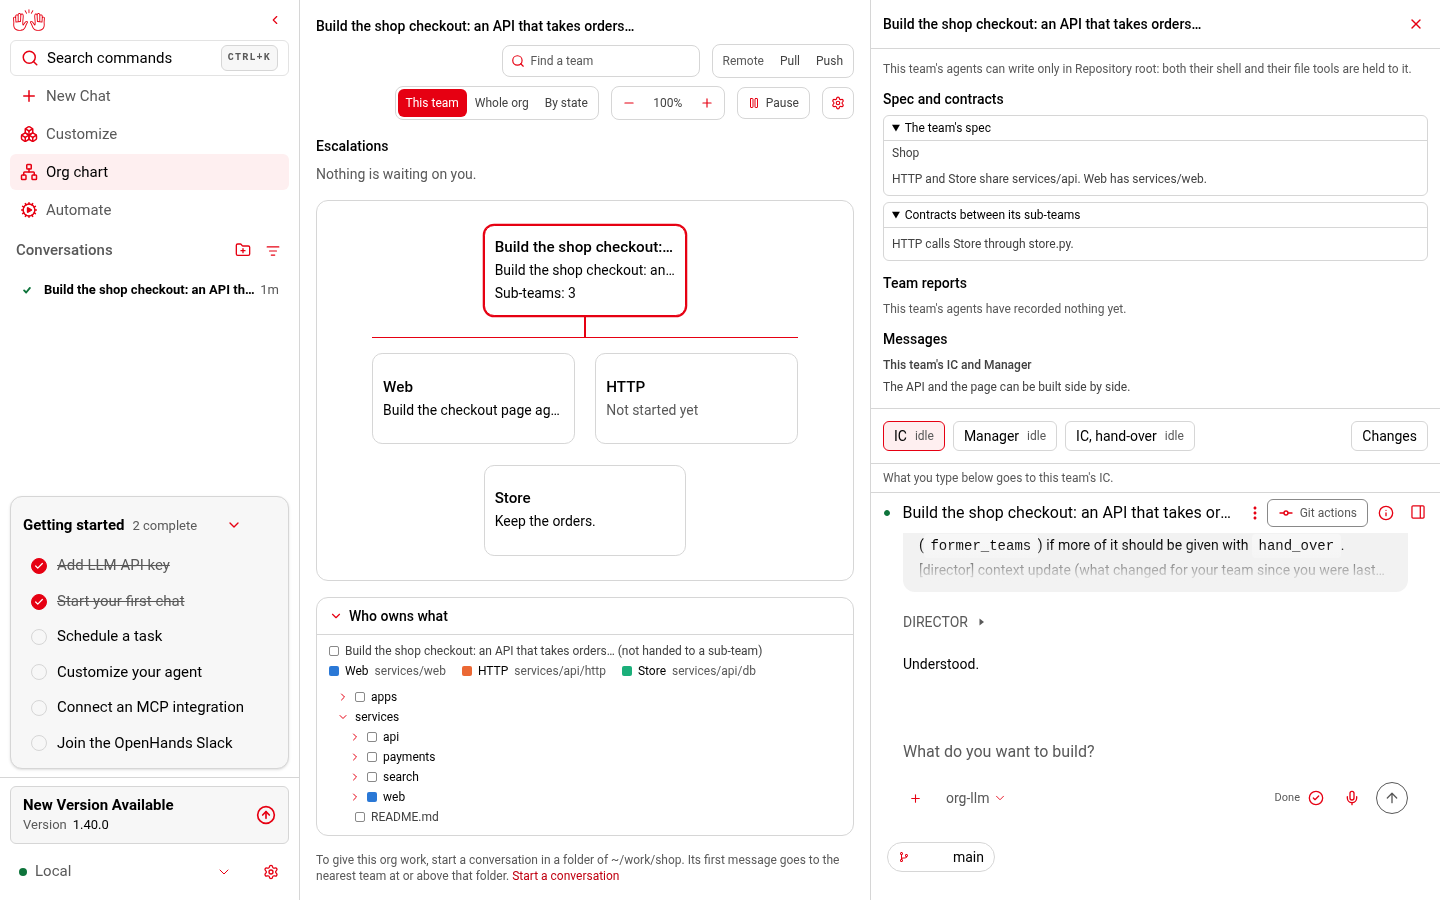 Search commands CTRL+K
New Chat
Customize
Org chart
Automate
Conversations
Build the shop checkout: an API th... 1m
Getting started 2 complete
Add LLM API key
Start your first chat
Schedule a task
Customize your agent
Connect an MCP integration
Join the OpenHands Slack
New Version Available
Version 1.40.0
Local
Build the shop checkout: an API that takes orders...
Find a team
Remote Pull Push
This team Whole org By state
100%
Pause
Escalations
Nothing is waiting on you.
Build the shop checkout:...
Build the shop checkout: an...
Sub-teams: 3
Web
Build the checkout page ag...
HTTP
Not started yet
Store
Keep the orders.
Who owns what
Build the shop checkout: an API that takes orders... (not handed to a sub-team)
Web services/web HTTP services/api/http Store services/api/db
apps
services
api
payments
search
web
README.md
To give this org work, start a conversation in a folder of ~/work/shop. Its first message goes to the
nearest team at or above that folder. Start a conversation
Build the shop checkout: an API that takes orders...
This team's agents can write only in Repository root: both their shell and their file tools are held to it.
Spec and contracts
The team's spec
Shop
HTTP and Store share services/api. Web has services/web.
Contracts between its sub-teams
HTTP calls Store through store.py.
Team reports
This team's agents have recorded nothing yet.
Messages
This team's IC and Manager
The API and the page can be built side by side.
IC idle
Manager idle
IC, hand-over idle
Changes
What you type below goes to this team's IC.
Build the shop checkout: an API that takes or...
Git actions
( former_teams ) if more of it should be given with hand_over .
[director] context update (what changed for your team since you were last...
DIRECTOR
Understood.
What do you want to build?
org-llm
Done
main